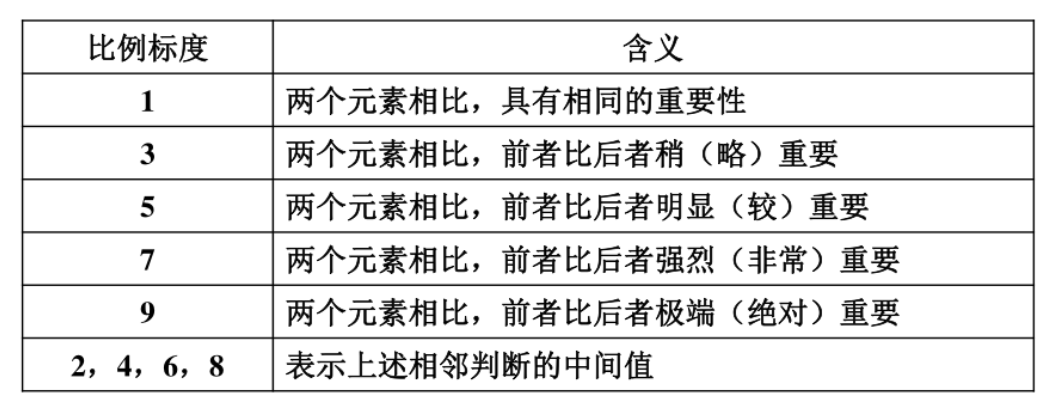 比例标度 含义
1 两个元素相比，具有相同的重要性
3 两个元素相比，前者比后者稍（略）重要
5 两个元素相比，前者比后者明显（较）重要
7 两个元素相比，前者比后者强烈（非常）重要
9 两个元素相比，前者比后者极端（绝对）重要
2，4，6，8 表示上述相邻判断的中间值